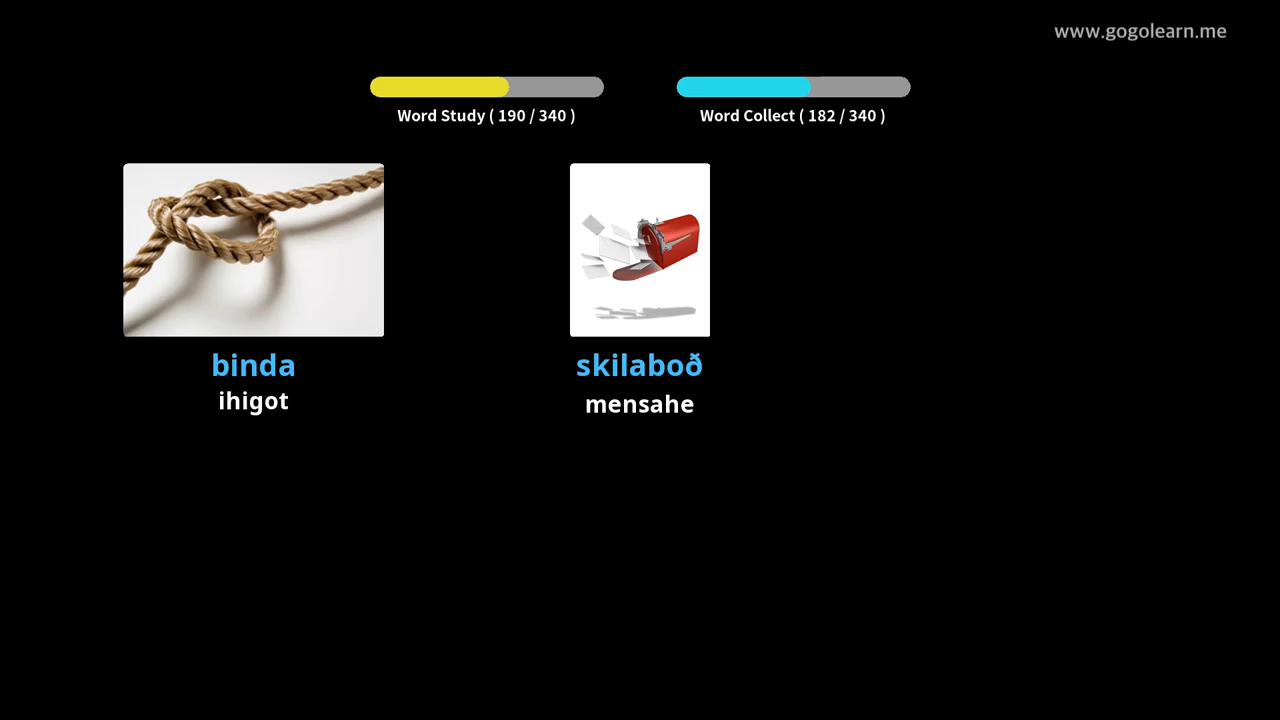 www.gogolearn.me
Word Study ( 190 / 340 )
Word Collect ( 182 / 340 )
binda
ihigot
skilaboð
mensahe